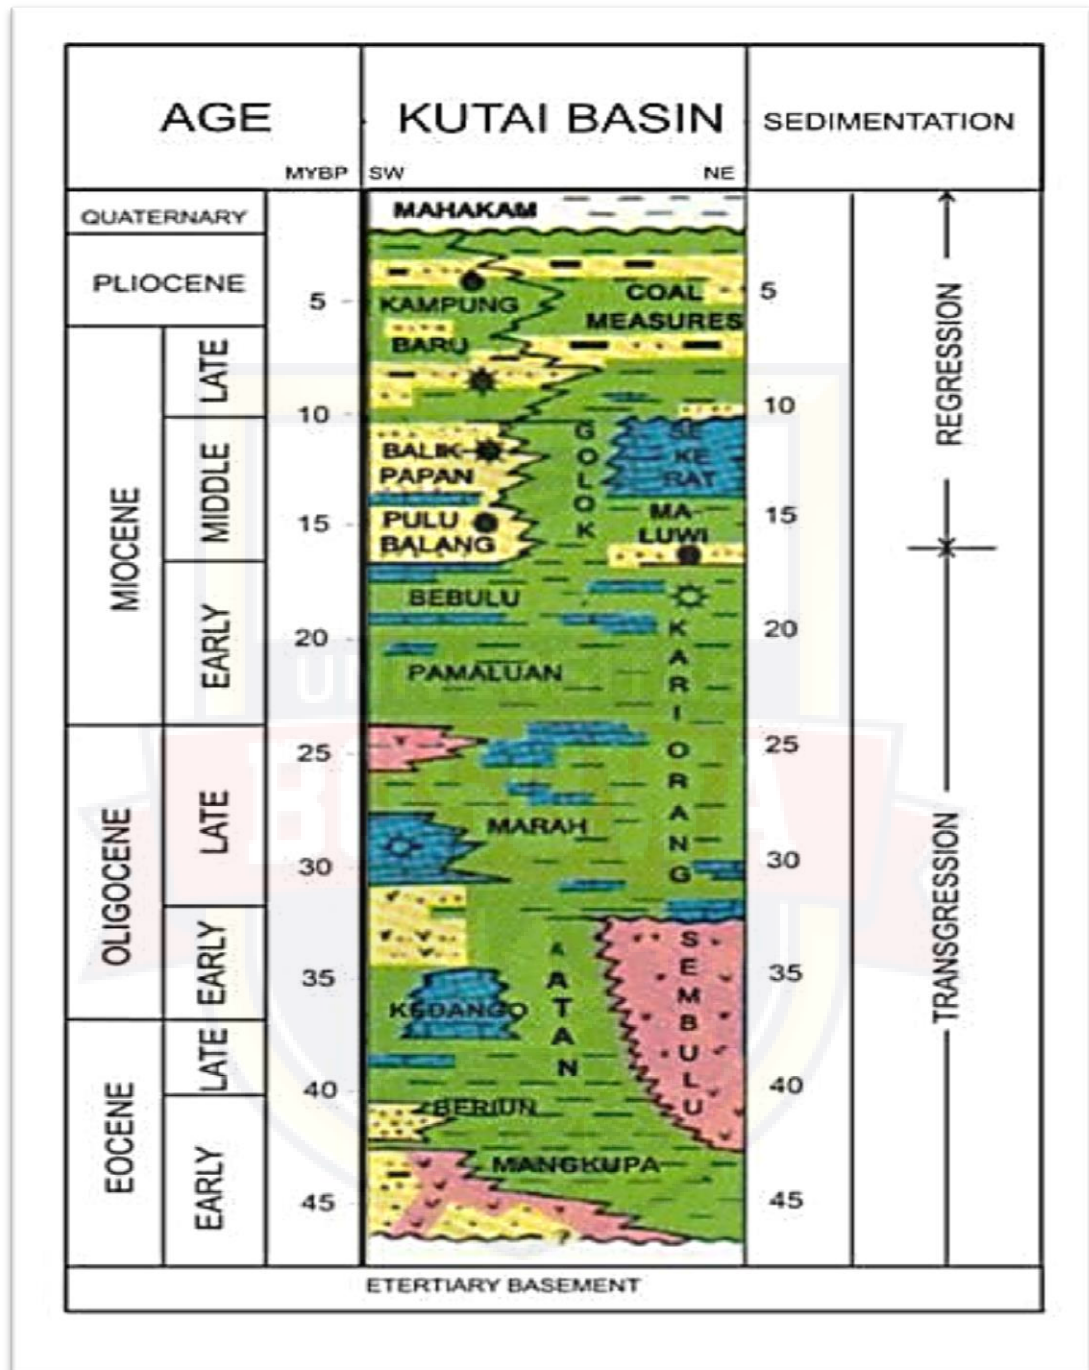 AGE
KUTAI BASIN
SEDIMENTATION
MYBP
SW
NE
QUATERNARY
PLIOCENE
MIOCENE
LATE
MIDDLE
EARLY
OLIGOCENE
LATE
EARLY
EOCENE
LATE
EARLY
5
10
15
20
25
30
35
40
45
MAHAKAM
KAMPUNG
BARU
COAL
MEASURES
BALIK
PAPAN
PULU
BALANG
GOLOK
SE
KE
RAT
MA-
LUWI
BEBULU
PAMALUAN
KARIORANG
MARAH
KEDANGO
ATAN
SEMBULU
BERIUN
MANGKUPA
?
5
10
15
20
25
30
35
40
45
REGRESSION
TRANSGRESSION
ETERTIARY BASEMENT